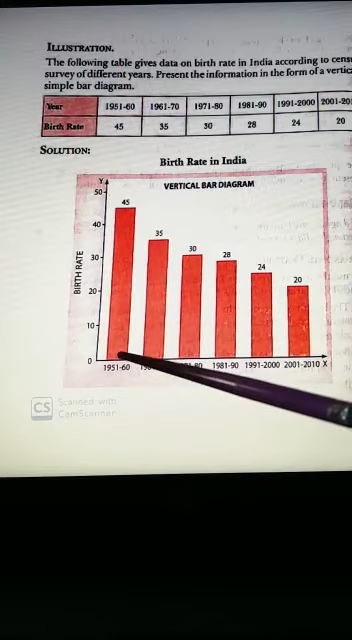 ILLUSTRATION.
The following table gives data on birth rate in India according to
survey of different years. Present the information in the form of a
simple bar diagram.
Year 1951-60 1961-70 1971-80 1981-90 1991-2000
Birth Rate 45 35 30 28 24 20
SOLUTION:
Birth Rate in India
VERTICAL BAR DIAGRAM
Y
50
40
30
20
10
0
BIRTH RATE
45
35
30
28
24
20
1951-60 1981-90 1991-2000 2001-2010 X
CS Scanned with
CamScanner